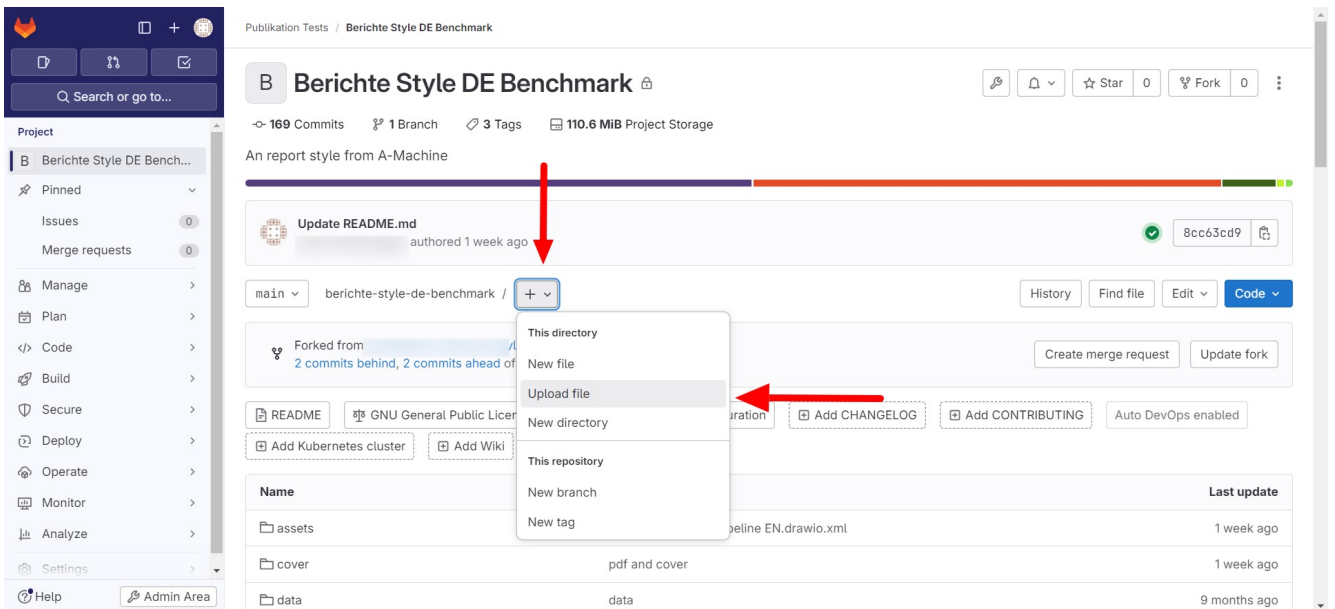 Publikation Tests / Berichte Style DE Benchmark
Search or go to...
Project
B Berichte Style DE Bench...
Pinned
Issues 0
Merge requests 0
Manage
Plan
Code
Build
Secure
Deploy
Operate
Monitor
Analyze
Settings
Help
Admin Area
B Berichte Style DE Benchmark
Star 0
Fork 0
169 Commits 1 Branch 3 Tags 110.6 MiB Project Storage
An report style from A-Machine
Update README.md
authored 1 week ago
8cc63cd9
main berichte-style-de-benchmark / +
History Find file Edit Code
Forked from
2 commits behind, 2 commits ahead of
Create merge request Update fork
This directory
New file
Upload file
New directory
This repository
New branch
New tag
README GNU General Public Licen Add CHANGELOG Add CONTRIBUTING Auto DevOps enabled
Add Kubernetes cluster Add Wiki
Name Last update
assets EN.drawio.xml 1 week ago
cover pdf and cover 1 week ago
data data 9 months ago